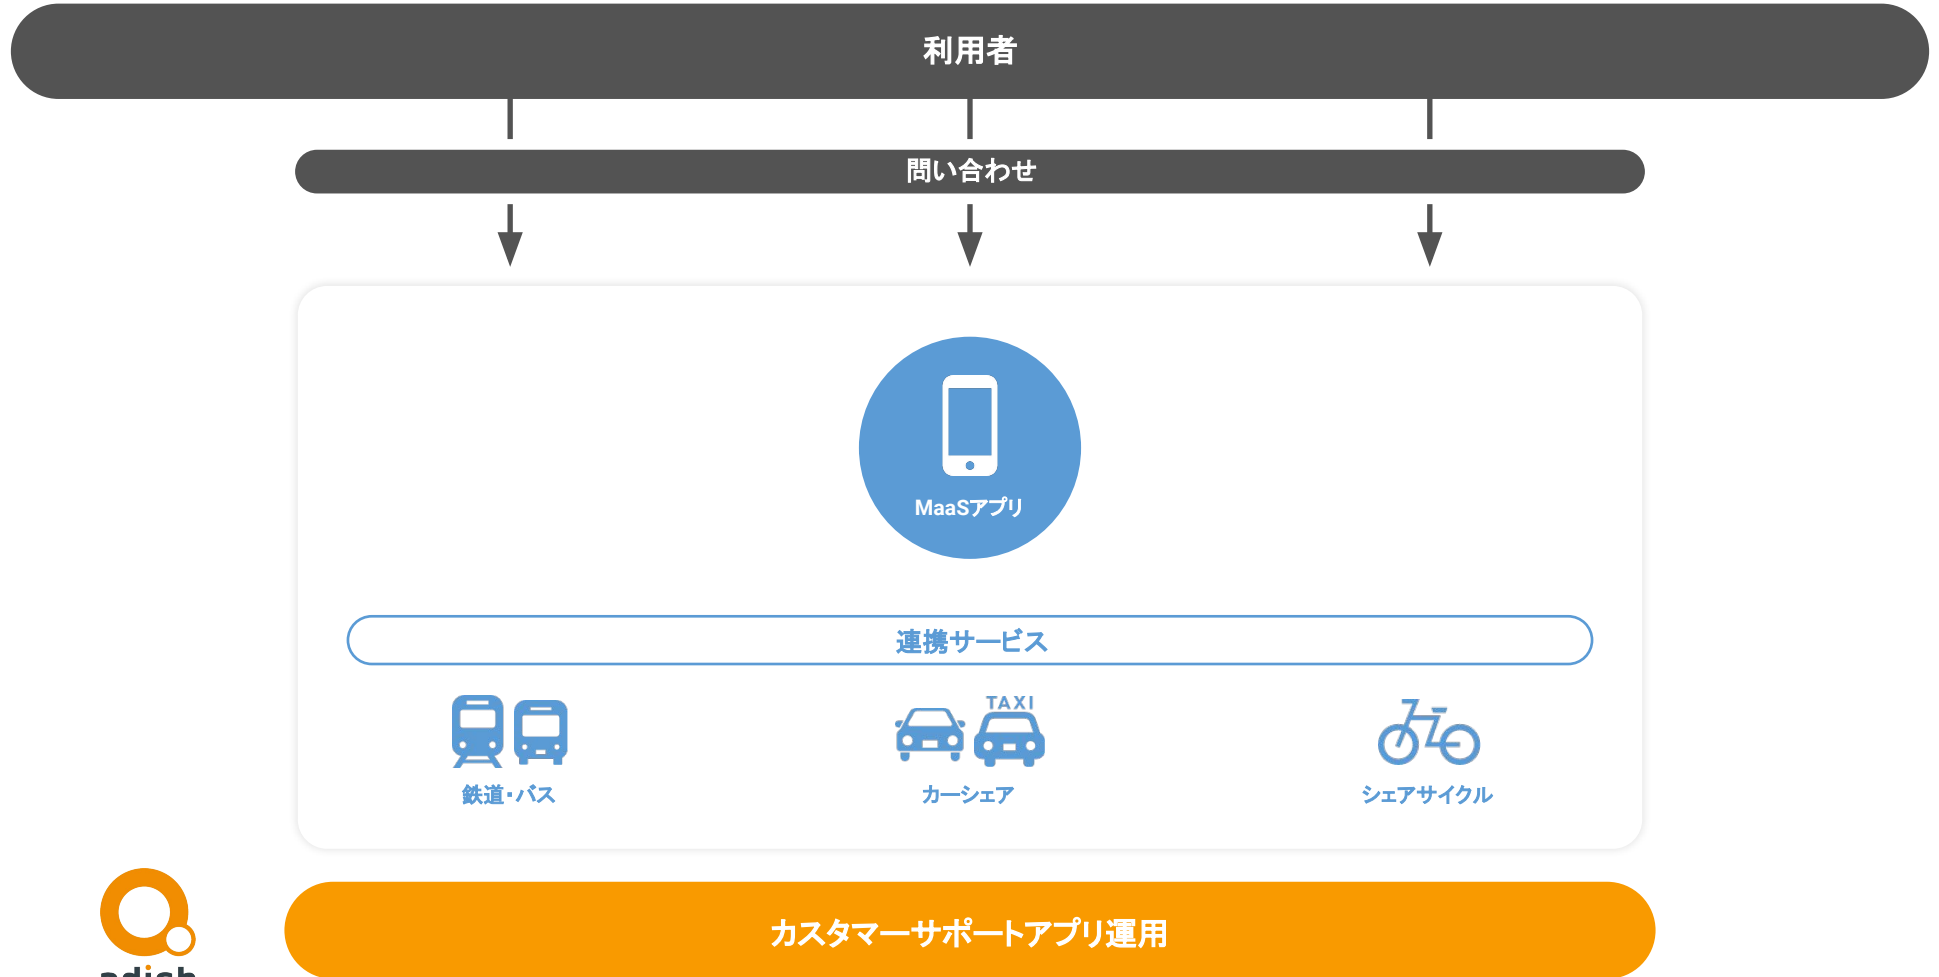 利用者
問い合わせ
MaaSアプリ
連携サービス
TAXI
鉄道・バス
カーシェア
シェアサイクル
カスタマーサポートアプリ運用
adish